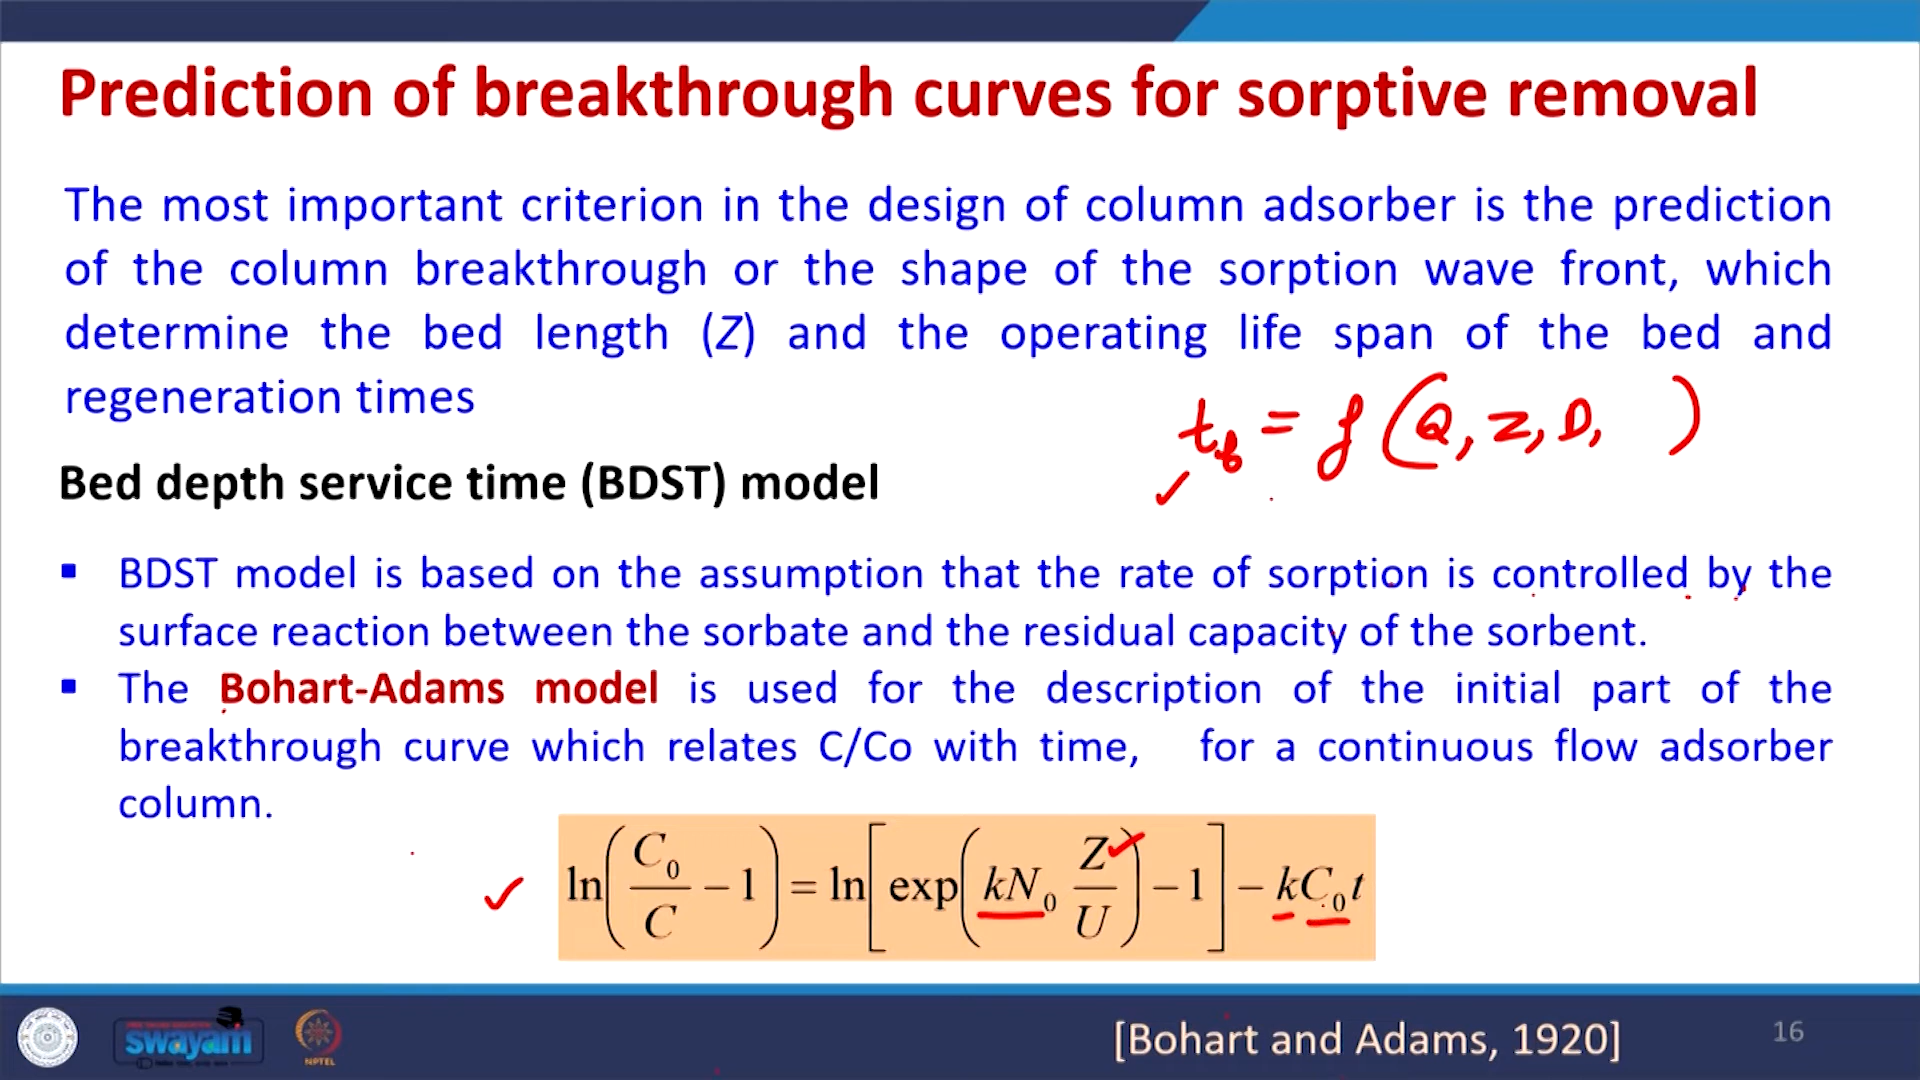 Prediction of breakthrough curves for sorptive removal
The most important criterion in the design of column adsorber is the prediction
of the column breakthrough or the shape of the sorption wave front, which
determine the bed length (Z) and the operating life span of the bed and
regeneration times
t_b = f (Q, Z, D, )
Bed depth service time (BDST) model
▪ BDST model is based on the assumption that the rate of sorption is controlled by the
surface reaction between the sorbate and the residual capacity of the sorbent.
▪ The Bohart-Adams model is used for the description of the initial part of the
breakthrough curve which relates C/Co with time, for a continuous flow adsorber
column.
ln(C₀/C − 1) = ln[exp(kN₀ Z/U) − 1] − kC₀t
swayam
NPTEL
[Bohart and Adams, 1920]
16